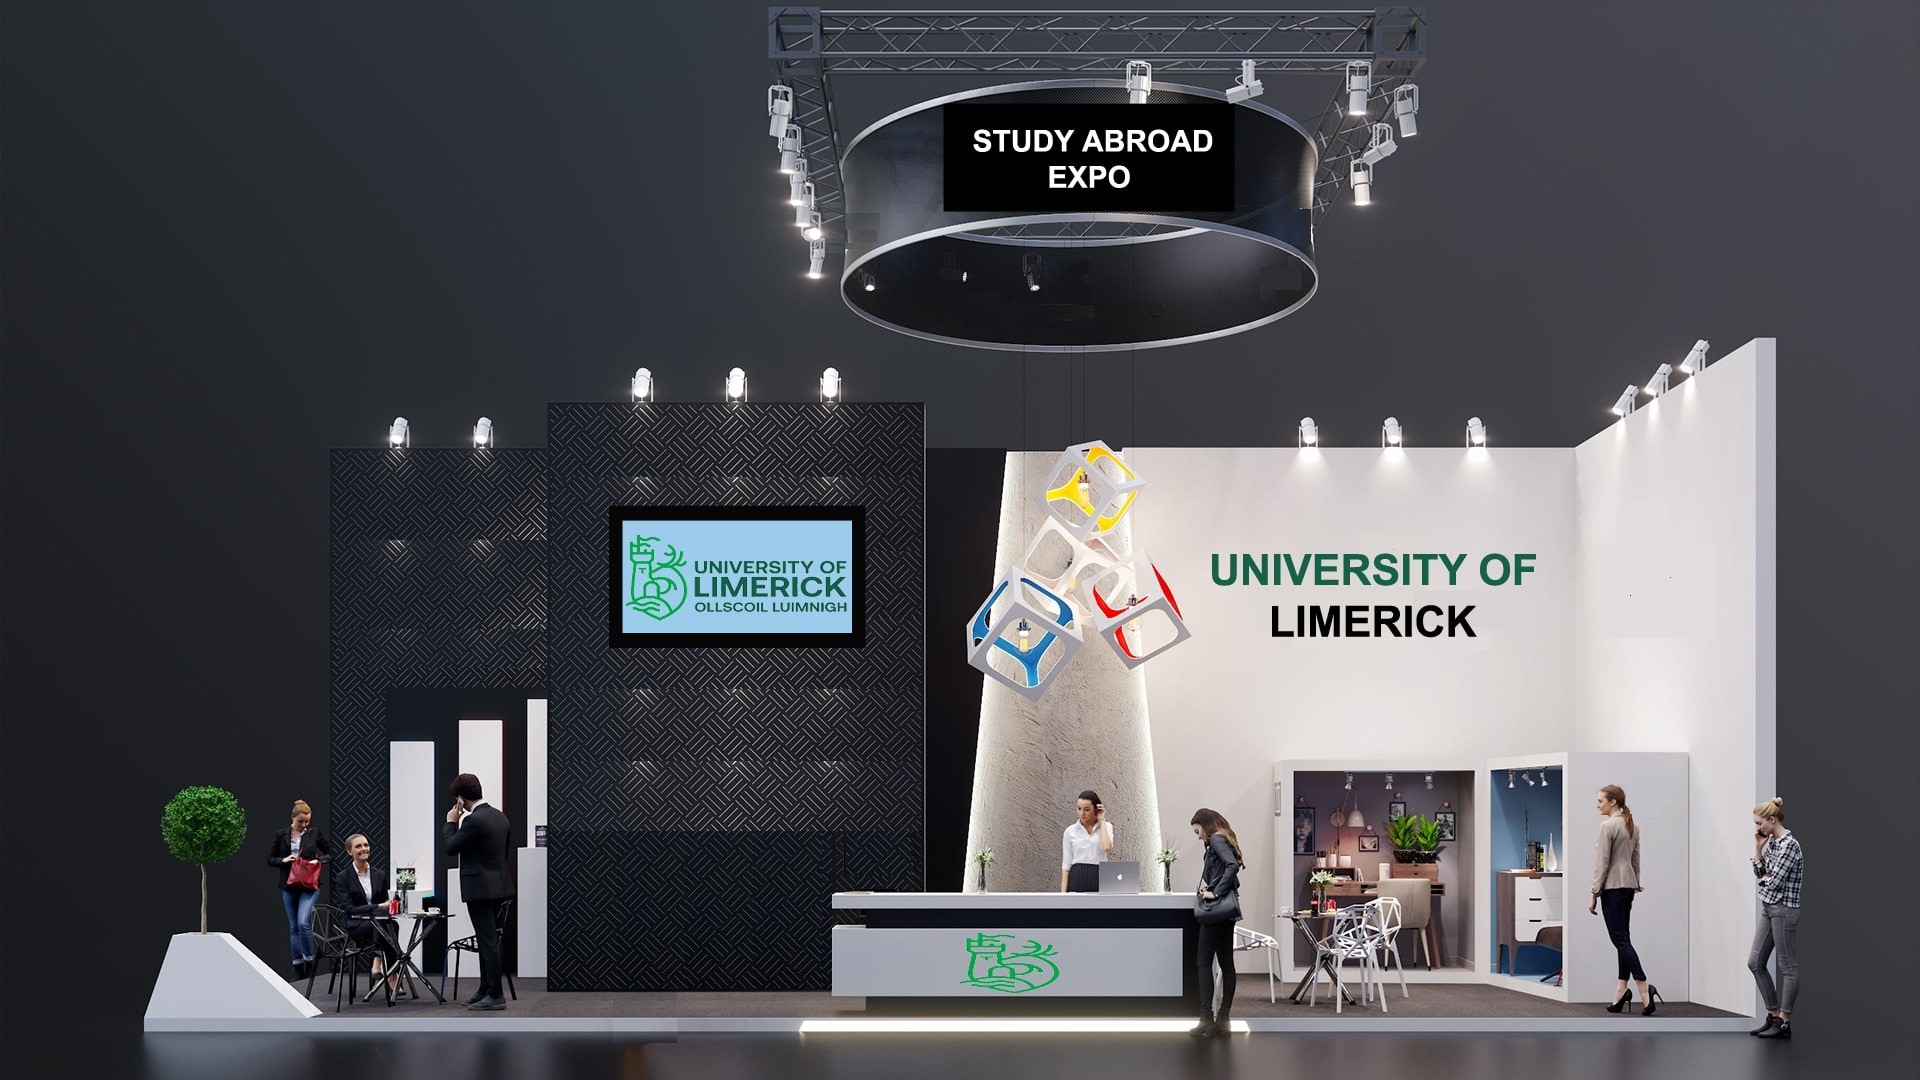 STUDY ABROAD
EXPO
UNIVERSITY OF
LIMERICK
OLLSCOIL LUIMNIGH
UNIVERSITY OF
LIMERICK